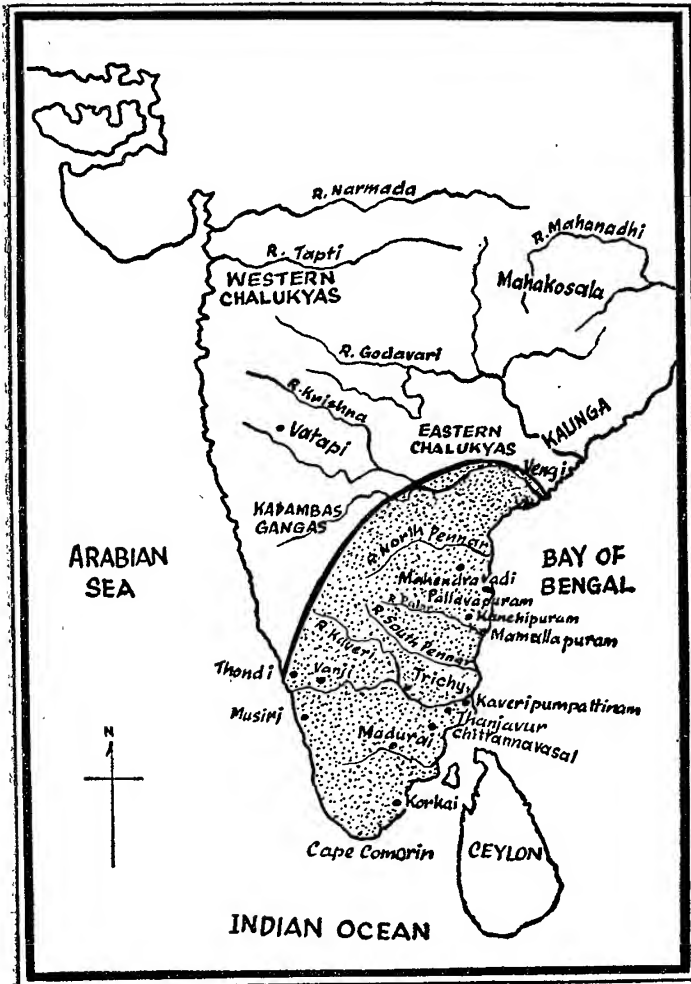 R. Narmada
R. Mahanadhi
R. Tapti
WESTERN
CHALUKYAS
Mahakosala
R. Godavari
R. Krishna
Vatapi
EASTERN
CHALUKYAS
KALINGA
Vengi
KADAMBAS
GANGAS
R. North Pennar
ARABIAN
SEA
BAY OF
BENGAL
Mahendravadi
Pallavapuram
Kanchipuram
R. Palar
Mamallapuram
R. South Pennar
R. Kaveri
Thondi
Vanji
Trichy
Kaveripumpattinam
Musiri
Thanjavur
Chittannavasal
Madurai
N
Korkai
Cape Comorin
CEYLON
INDIAN OCEAN